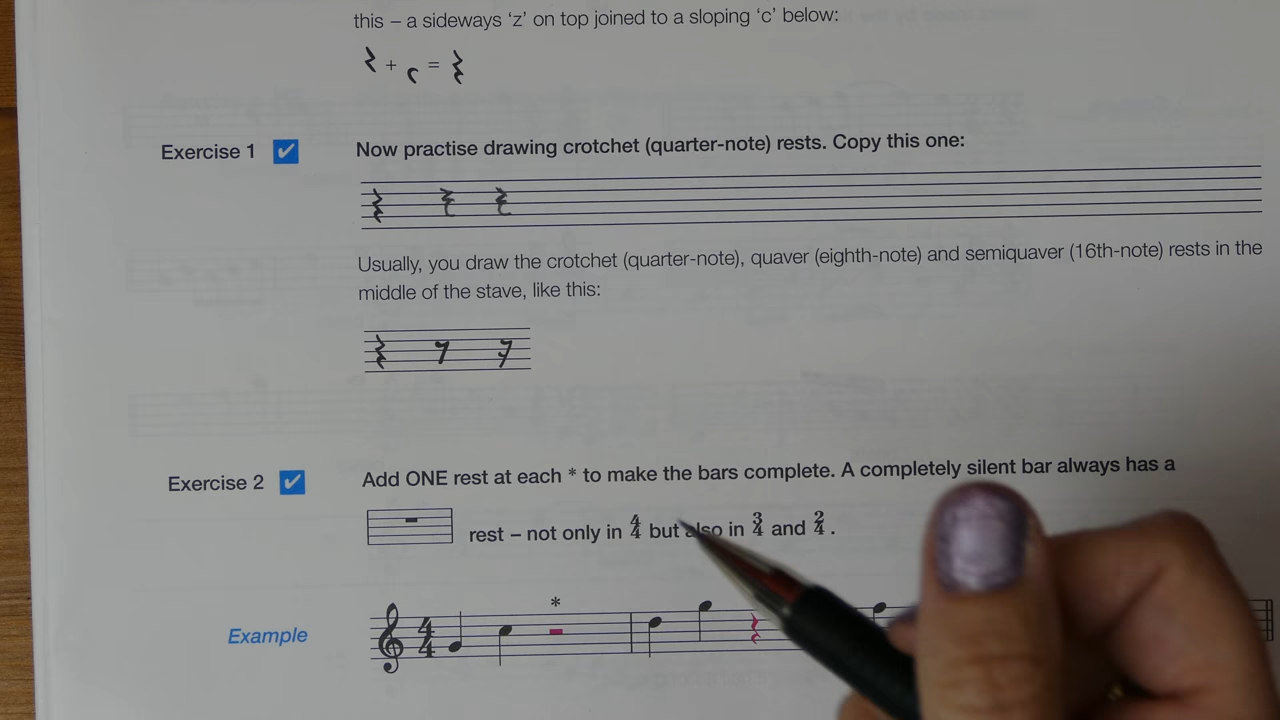 this – a sideways ‘z’ on top joined to a sloping ‘c’ below:
+ =
Exercise 1 ✔ Now practise drawing crotchet (quarter-note) rests. Copy this one:
Usually, you draw the crotchet (quarter-note), quaver (eighth-note) and semiquaver (16th-note) rests in the
middle of the stave, like this:
Exercise 2 ✔ Add ONE rest at each * to make the bars complete. A completely silent bar always has a
rest – not only in 4/4 but also in 3/4 and 2/4 .
*
Example 4/4